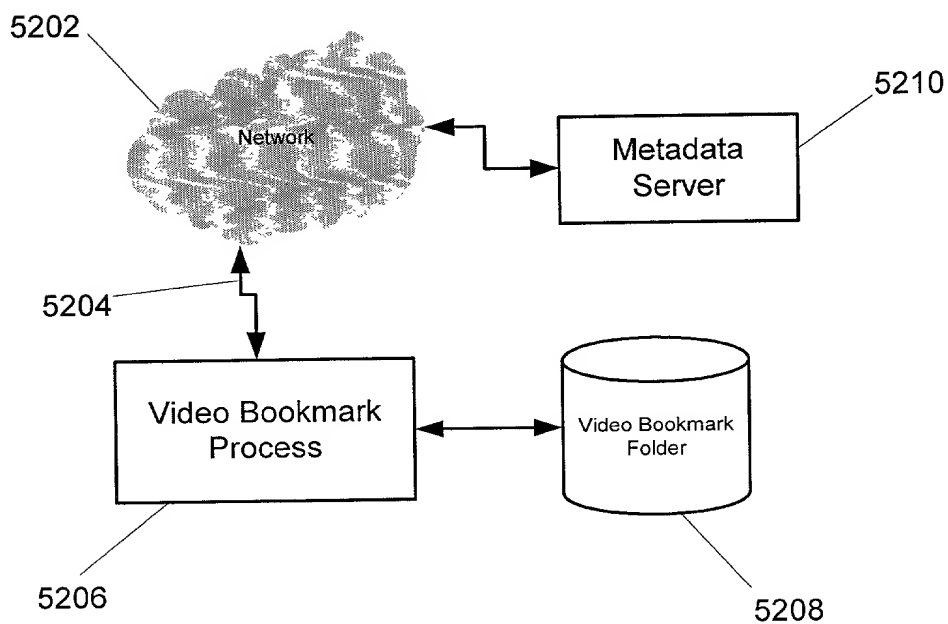 5202
Network
5210
Metadata
Server
5204
Video Bookmark
Process
Video Bookmark
Folder
5206
5208